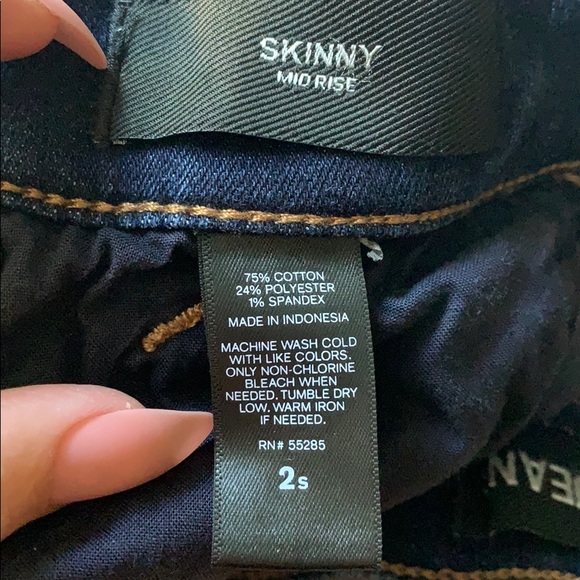 SKINNY
MID RISE
75% COTTON
24% POLYESTER
1% SPANDEX
MADE IN INDONESIA
MACHINE WASH COLD
WITH LIKE COLORS.
ONLY NON-CHLORINE
BLEACH WHEN
NEEDED. TUMBLE DRY
LOW. WARM IRON
IF NEEDED.
RN# 55285
2s